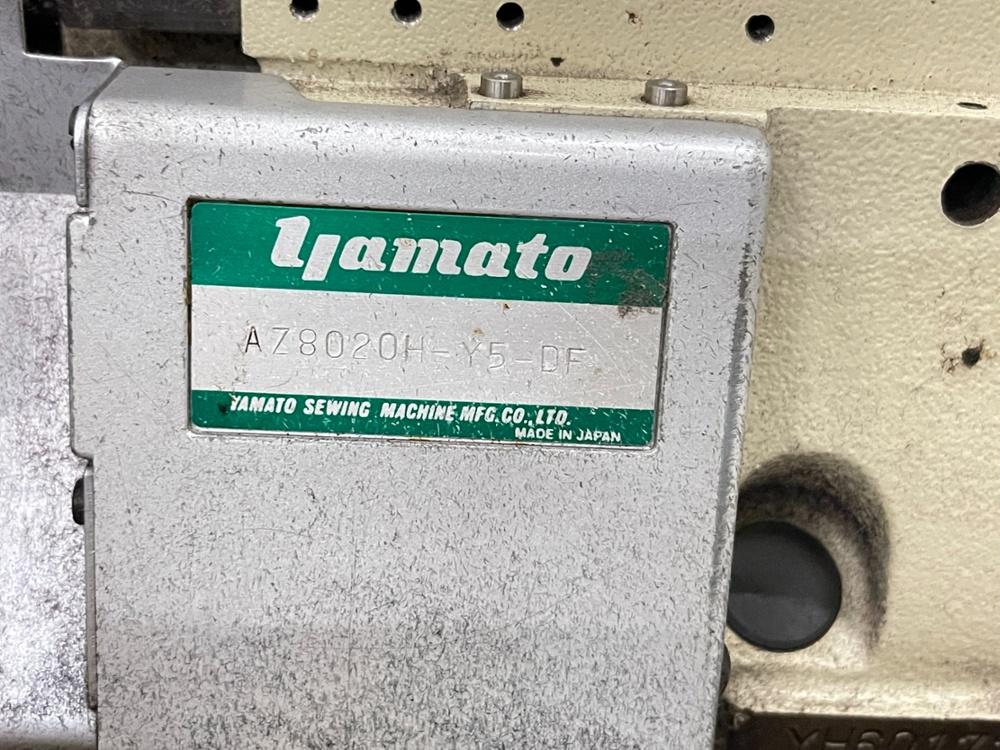 yamato
AZ8020H-Y5-DF
YAMATO SEWING MACHINE MFG.CO.,LTD.
MADE IN JAPAN